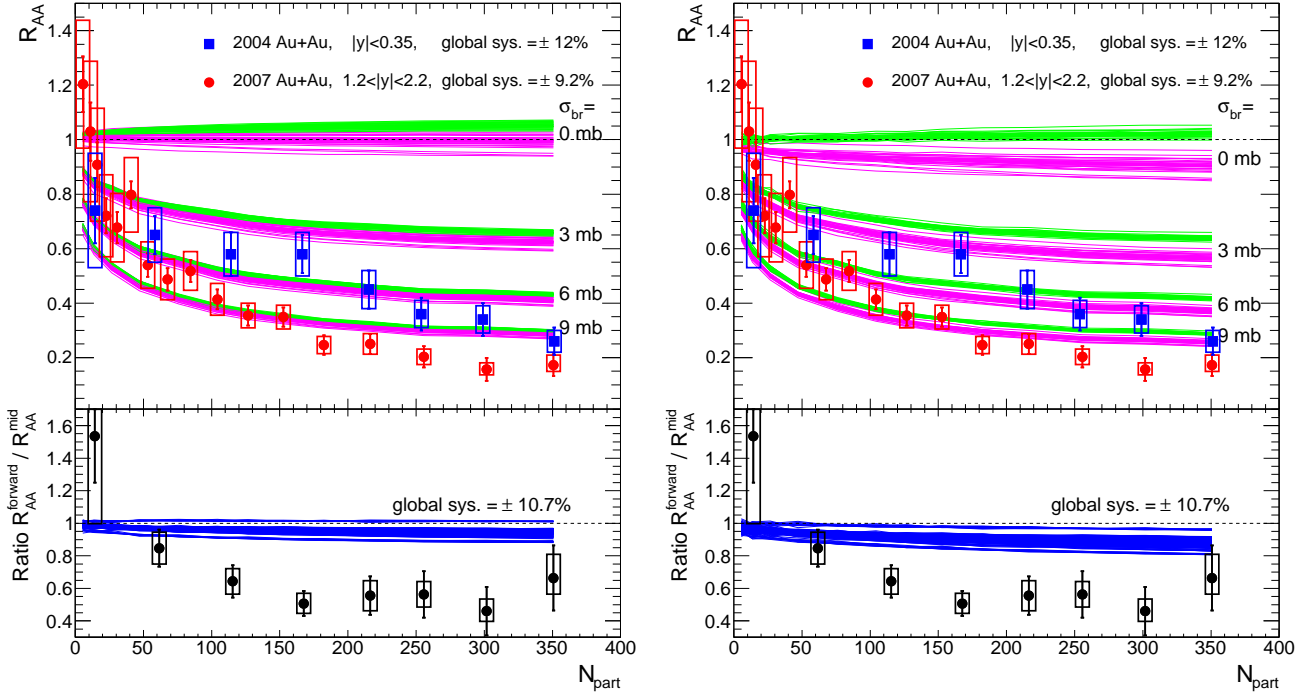 R_AA
1.4
1.2
1
0.8
0.6
0.4
0.2
2004 Au+Au, |y|<0.35, global sys. = ± 12%
2007 Au+Au, 1.2<|y|<2.2, global sys. = ± 9.2%
σ_br=
0 mb
3 mb
6 mb
9 mb
Ratio R_AA^forward / R_AA^mid
1.6
1.4
1.2
1
0.8
0.6
0.4
global sys. = ± 10.7%
0 50 100 150 200 250 300 350 400
N_part
R_AA
1.4
1.2
1
0.8
0.6
0.4
0.2
2004 Au+Au, |y|<0.35, global sys. = ± 12%
2007 Au+Au, 1.2<|y|<2.2, global sys. = ± 9.2%
σ_br=
0 mb
3 mb
6 mb
9 mb
Ratio R_AA^forward / R_AA^mid
1.6
1.4
1.2
1
0.8
0.6
0.4
global sys. = ± 10.7%
0 50 100 150 200 250 300 350 400
N_part